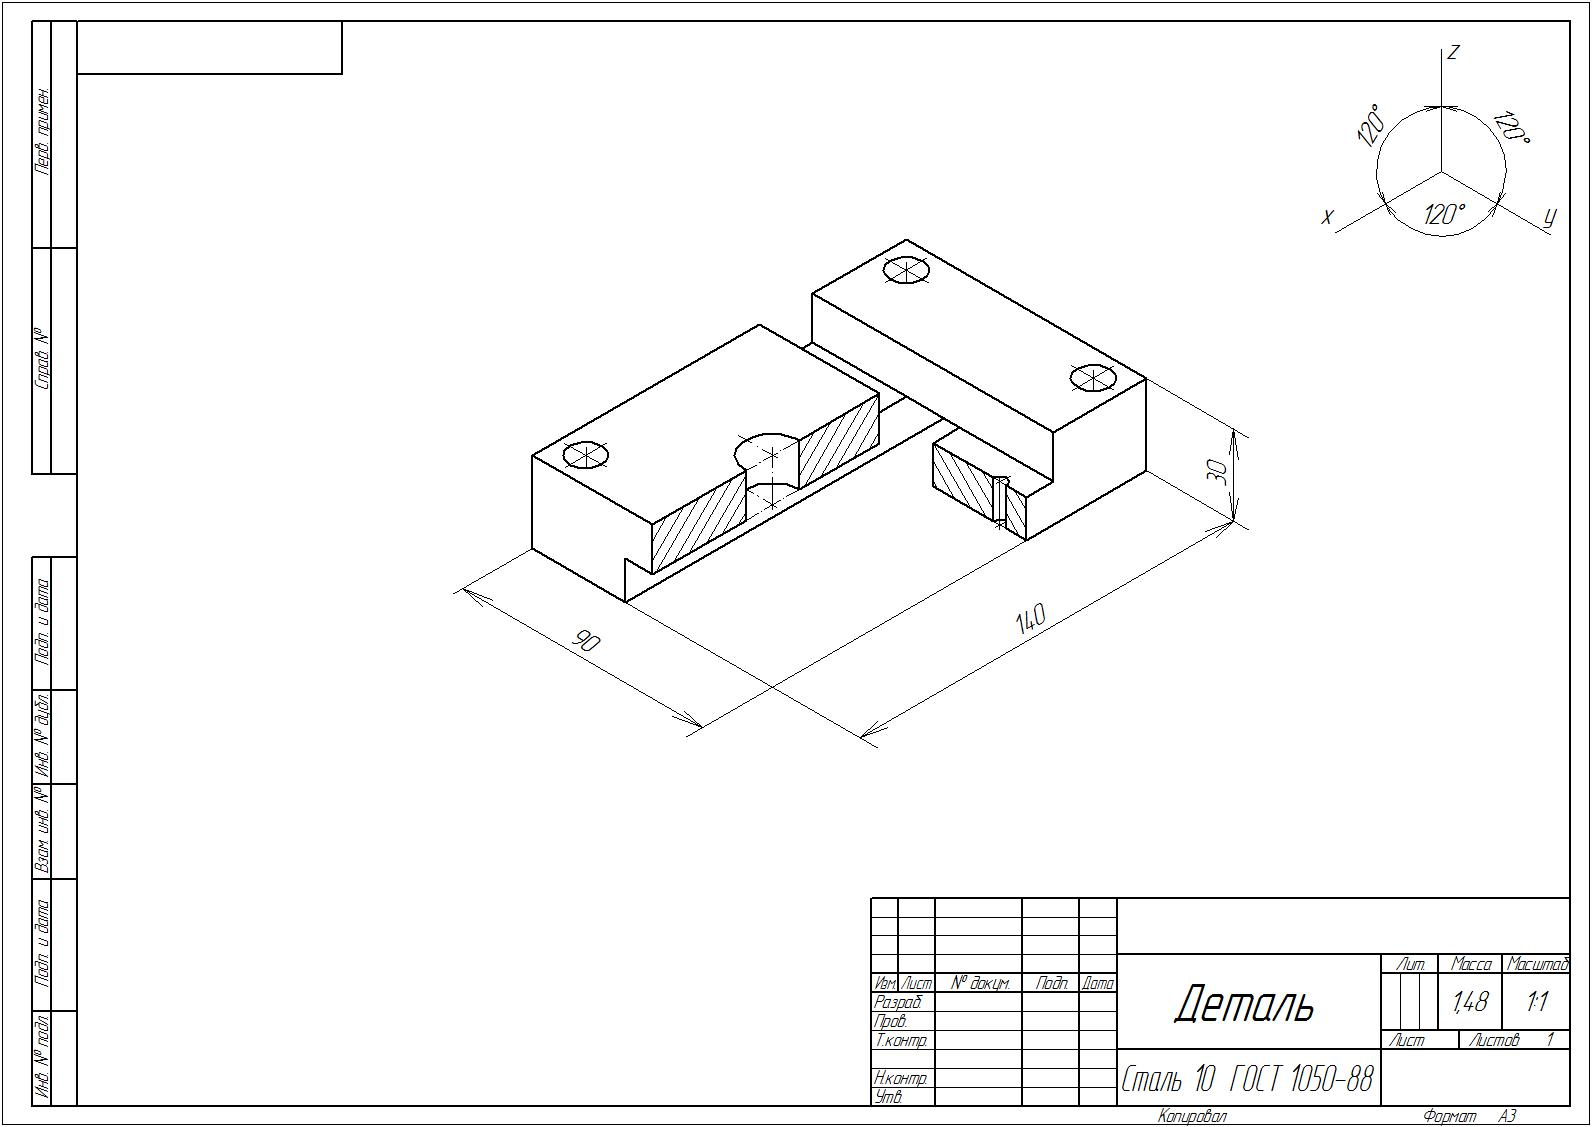 Перв. примен.
Справ. №
Подп. и дата
Инв. № дубл.
Взам. инв. №
Подп. и дата
Инв. № подл.
z
120°
120°
120°
x
y
30
140
90
Изм. Лист № докум. Подп. Дата
Разраб.
Пров.
Т.контр.
Н.контр.
Утв.
Деталь
Сталь 10 ГОСТ 1050-88
Лит. Масса Масштаб
1,48 1:1
Лист Листов 1
Копировал Формат А3